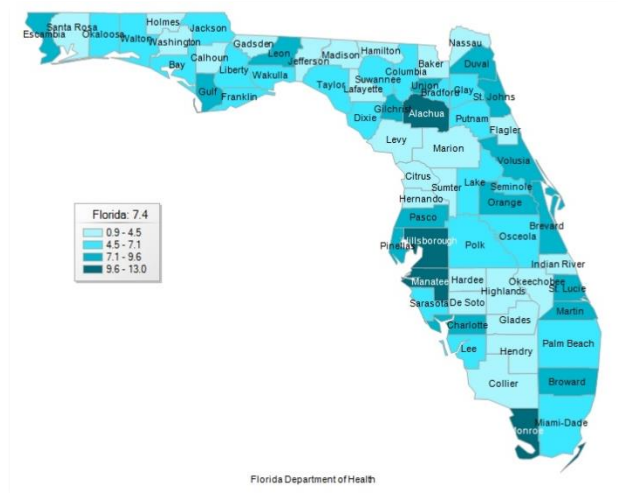 Holmes
Jackson
Santa Rosa
Escambia
Okaloosa
Walton
Washington
Gadsden
Leon
Madison
Hamilton
Nassau
Calhoun
Jefferson
Baker
Duval
Bay
Liberty
Wakulla
Taylor
Suwannee
Columbia
Lafayette
Union
Bradford
Clay
St. Johns
Gulf
Franklin
Dixie
Gilchrist
Alachua
Putnam
Flagler
Levy
Marion
Volusia
Citrus
Sumter
Lake
Seminole
Hernando
Orange
Pasco
Brevard
Florida: 7.4
0.9 - 4.5
4.5 - 7.1
7.1 - 9.6
9.6 - 13.0
Pinellas
Hillsborough
Polk
Osceola
Indian River
Manatee
Hardee
Highlands
Okeechobee
St. Lucie
Sarasota
De Soto
Martin
Charlotte
Glades
Lee
Hendry
Palm Beach
Collier
Broward
Monroe
Miami-Dade
Florida Department of Health